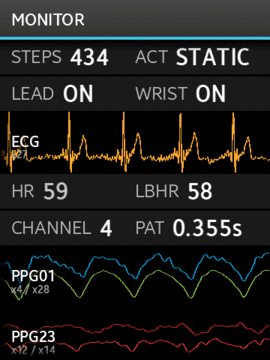 MONITOR
STEPS 434 ACT STATIC
LEAD ON WRIST ON
ECG
x27
HR 59 LBHR 58
CHANNEL 4 PAT 0.355s
PPG01
x4 / x28
PPG23
x12 / x14